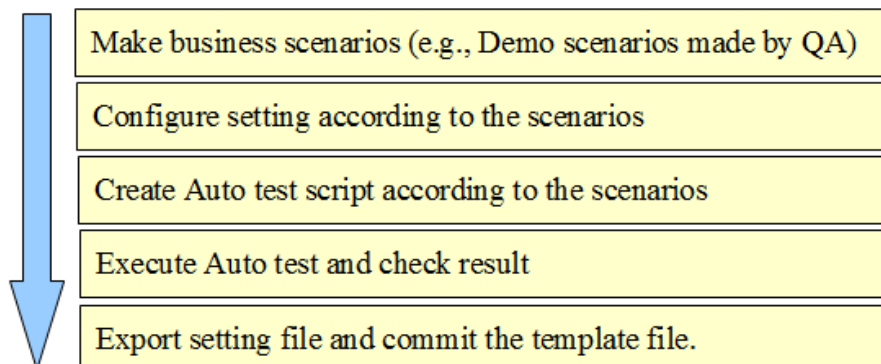 Make business scenarios (e.g., Demo scenarios made by QA)
Configure setting according to the scenarios
Create Auto test script according to the scenarios
Execute Auto test and check result
Export setting file and commit the template file.